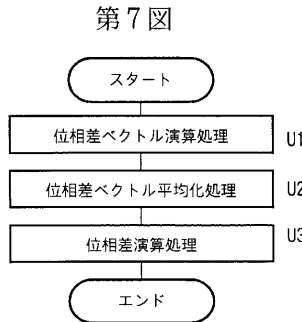 第7図
スタート
位相差ベクトル演算処理 U1
位相差ベクトル平均化処理 U2
位相差演算処理 U3
エンド